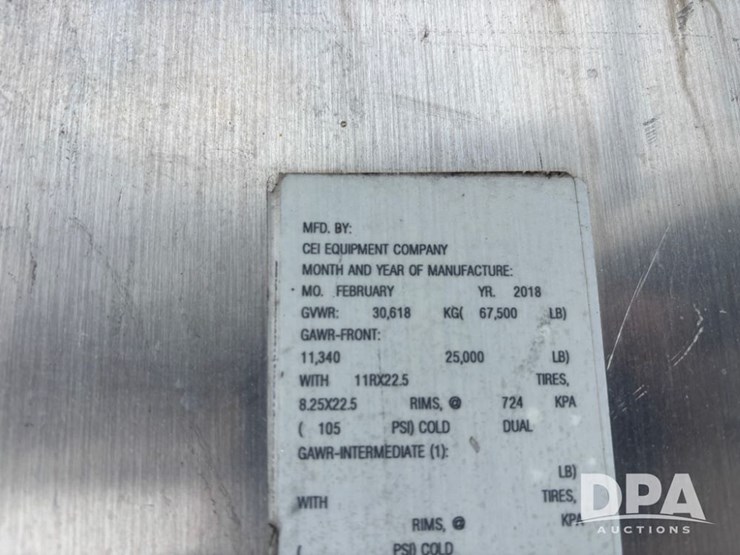 MFD. BY:
CEI EQUIPMENT COMPANY
MONTH AND YEAR OF MANUFACTURE:
MO. FEBRUARY YR. 2018
GVWR: 30,618 KG( 67,500 LB)
GAWR-FRONT:
11,340 25,000 LB)
WITH 11RX22.5 TIRES,
8.25X22.5 RIMS, @ 724 KPA
( 105 PSI) COLD DUAL
GAWR-INTERMEDIATE (1):
LB)
WITH TIRES,
RIMS, @ KPA
( PSI) COLD
DPA
AUCTIONS